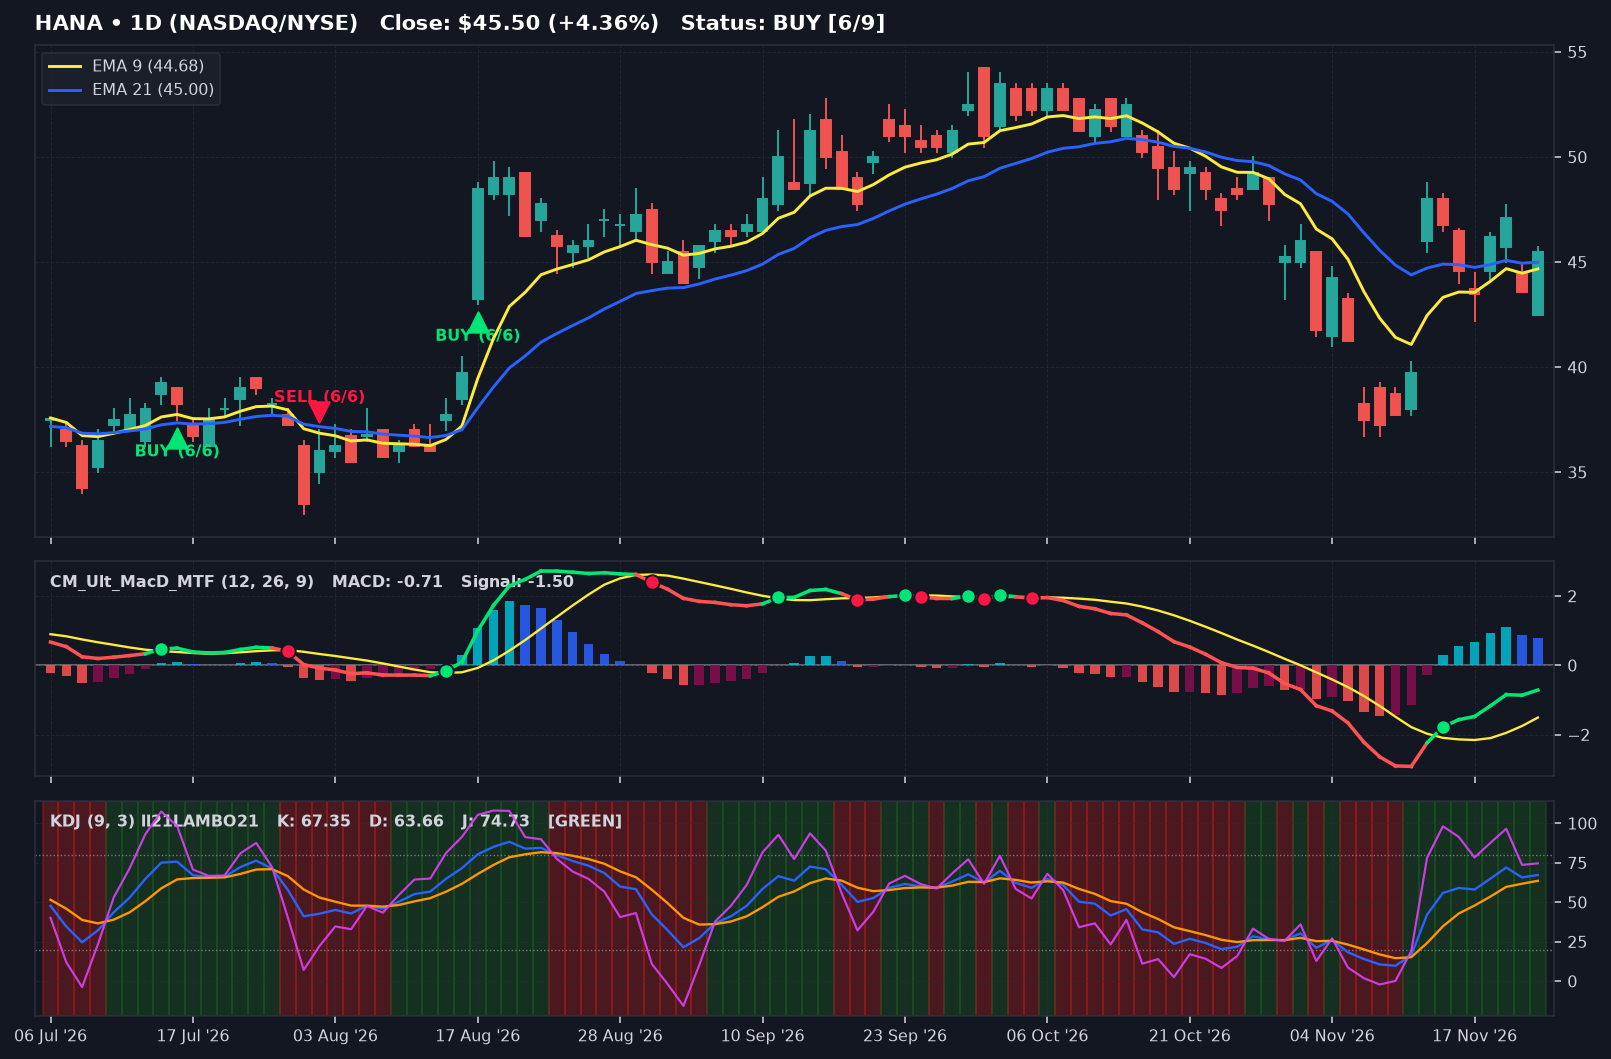 HANA • 1D (NASDAQ/NYSE)   Close: $45.50 (+4.36%)   Status: BUY [6/9]
EMA 9 (44.68)
EMA 21 (45.00)
55
50
45
40
35
BUY (6/6)
SELL (6/6)
BUY (6/6)
CM_Ult_MacD_MTF (12, 26, 9)   MACD: -0.71   Signal: -1.50
2
0
−2
KDJ (9, 3) ll21LAMBO21   K: 67.35   D: 63.66   J: 74.73   [GREEN]
100
75
50
25
0
06 Jul '26   17 Jul '26   03 Aug '26   17 Aug '26   28 Aug '26   10 Sep '26   23 Sep '26   06 Oct '26   21 Oct '26   04 Nov '26   17 Nov '26